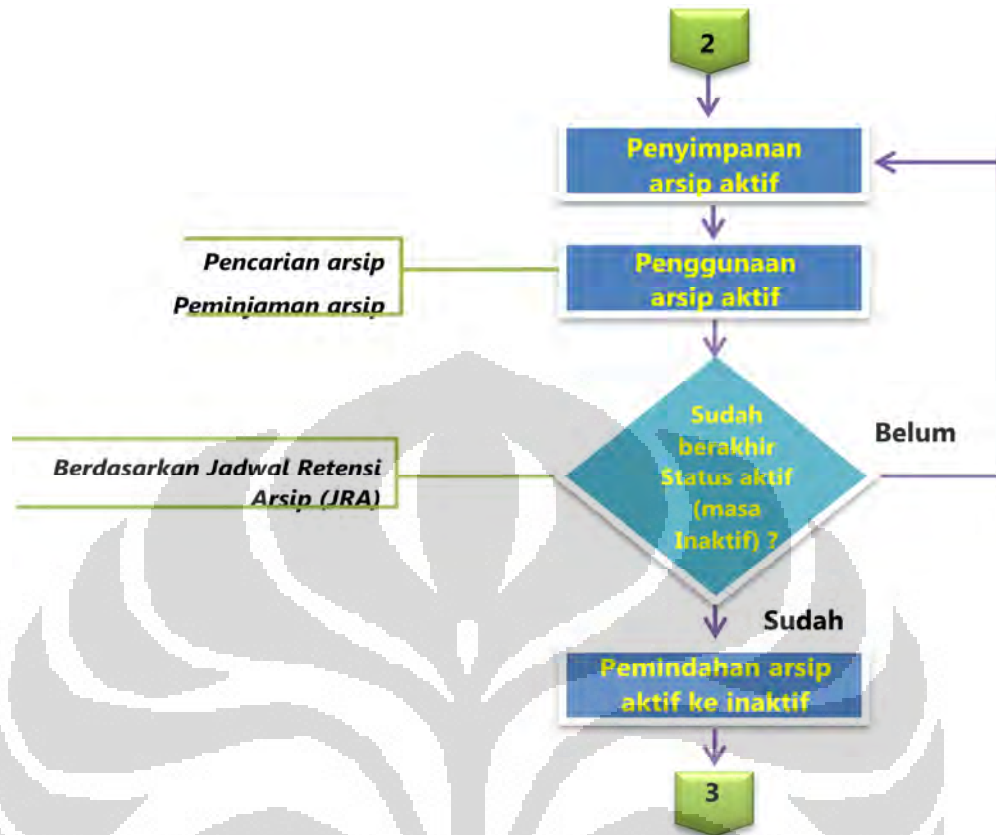 2
Penyimpanan
arsip aktif
Pencarian arsip
Peminjaman arsip
Penggunaan
arsip aktif
Berdasarkan Jadwal Retensi
Arsip (JRA)
Sudah
berakhir
Status aktif
(masa
Inaktif) ?
Belum
Sudah
Pemindahan arsip
aktif ke inaktif
3